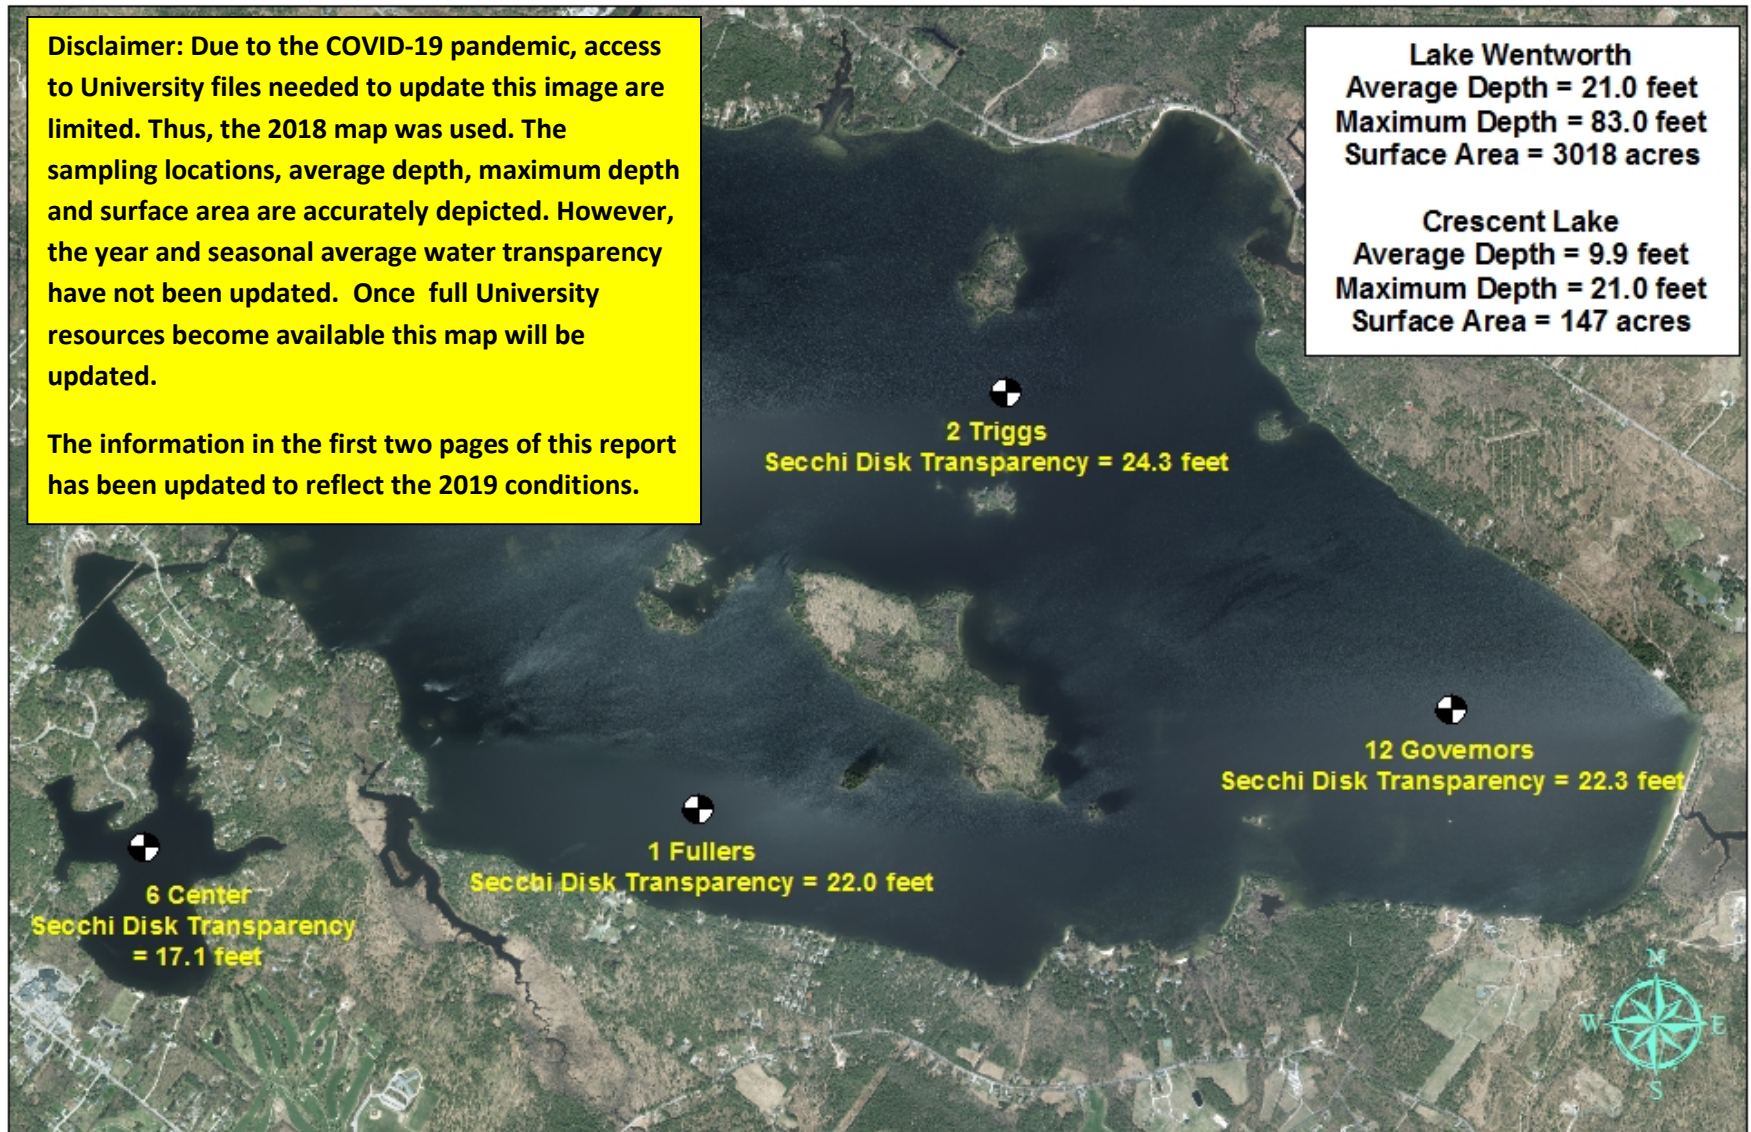 Disclaimer: Due to the COVID-19 pandemic, access
to University files needed to update this image are
limited. Thus, the 2018 map was used. The
sampling locations, average depth, maximum depth
and surface area are accurately depicted. However,
the year and seasonal average water transparency
have not been updated. Once full University
resources become available this map will be
updated.
The information in the first two pages of this report
has been updated to reflect the 2019 conditions.
Lake Wentworth
Average Depth = 21.0 feet
Maximum Depth = 83.0 feet
Surface Area = 3018 acres
Crescent Lake
Average Depth = 9.9 feet
Maximum Depth = 21.0 feet
Surface Area = 147 acres
2 Triggs
Secchi Disk Transparency = 24.3 feet
12 Governors
Secchi Disk Transparency = 22.3 feet
1 Fullers
Secchi Disk Transparency = 22.0 feet
6 Center
Secchi Disk Transparency
= 17.1 feet
N
W E
S